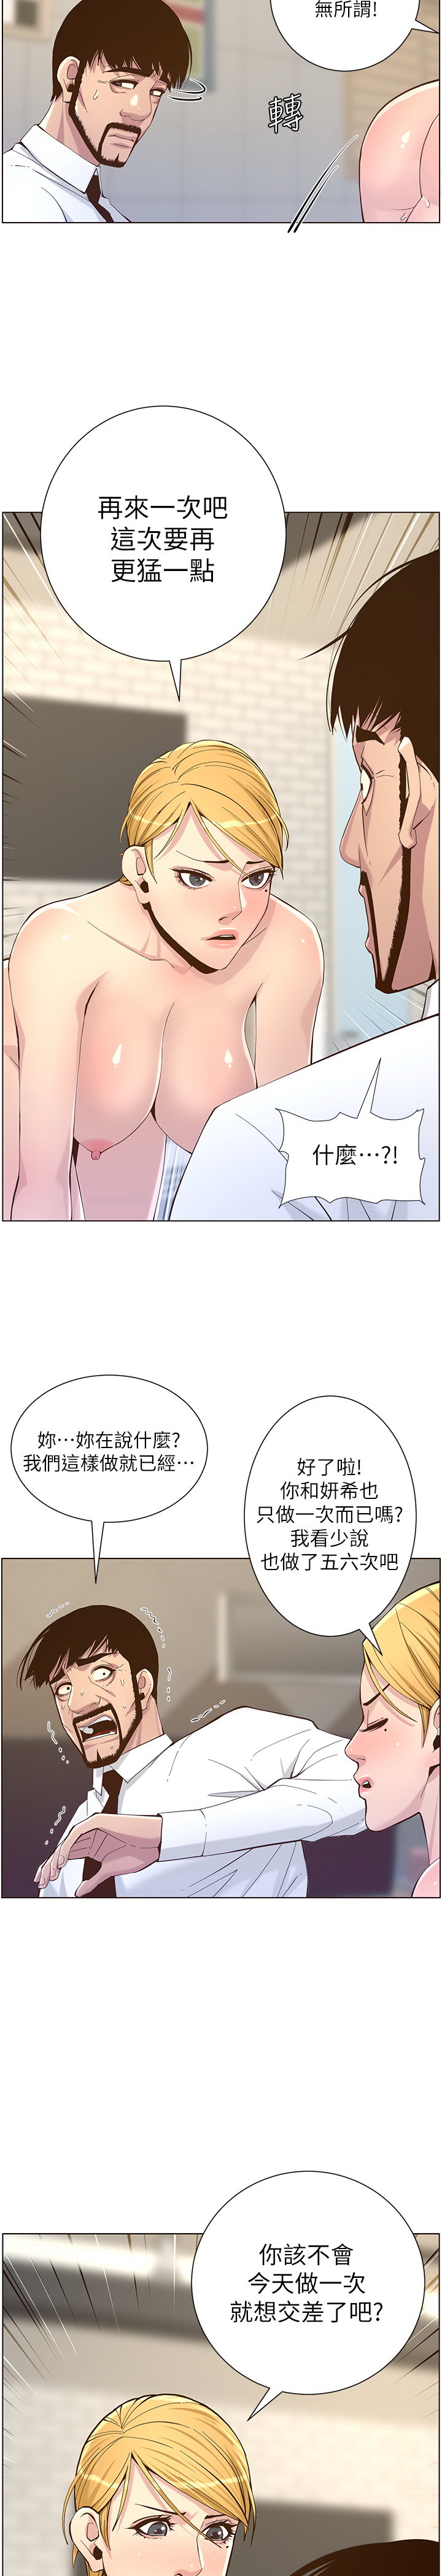 無所謂!
轉
再來一次吧
這次要再
更猛一點
什麼⋯?!
妳⋯妳在說什麼?
我們這樣做就已經⋯
好了啦!
你和妍希也
只做一次而已嗎?
我看少說
也做了五六次吧
你該不會
今天做一次
就想交差了吧?